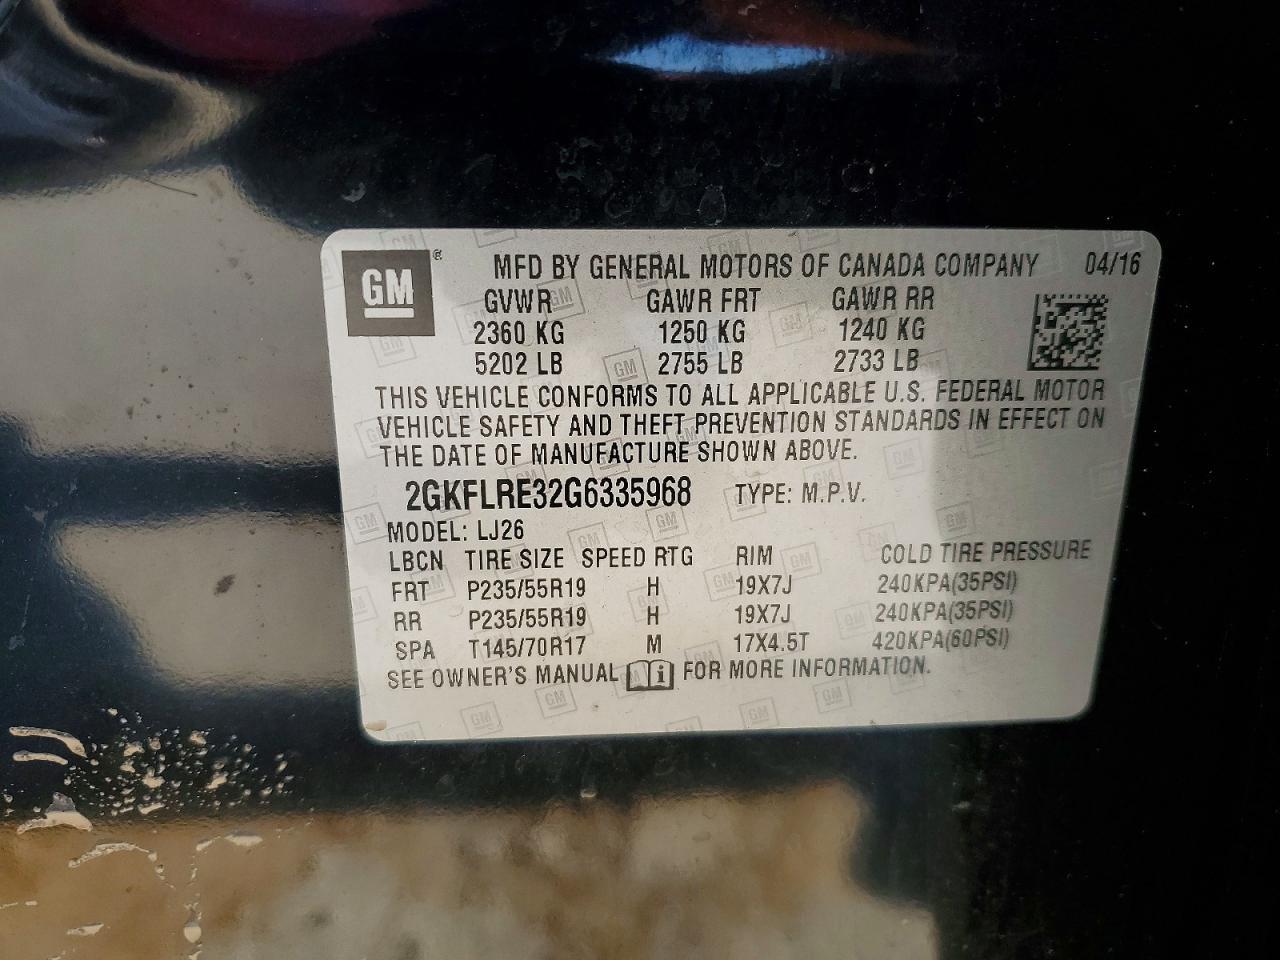 GM ® MFD BY GENERAL MOTORS OF CANADA COMPANY 04/16
GVWR GAWR FRT GAWR RR
2360 KG 1250 KG 1240 KG
5202 LB 2755 LB 2733 LB
THIS VEHICLE CONFORMS TO ALL APPLICABLE U.S. FEDERAL MOTOR
VEHICLE SAFETY AND THEFT PREVENTION STANDARDS IN EFFECT ON
THE DATE OF MANUFACTURE SHOWN ABOVE.
2GKFLRE32G6335968 TYPE: M.P.V.
MODEL: LJ26
LBCN TIRE SIZE SPEED RTG RIM COLD TIRE PRESSURE
FRT P235/55R19 H 19X7J 240KPA(35PSI)
RR P235/55R19 H 19X7J 240KPA(35PSI)
SPA T145/70R17 M 17X4.5T 420KPA(60PSI)
SEE OWNER'S MANUAL i FOR MORE INFORMATION.